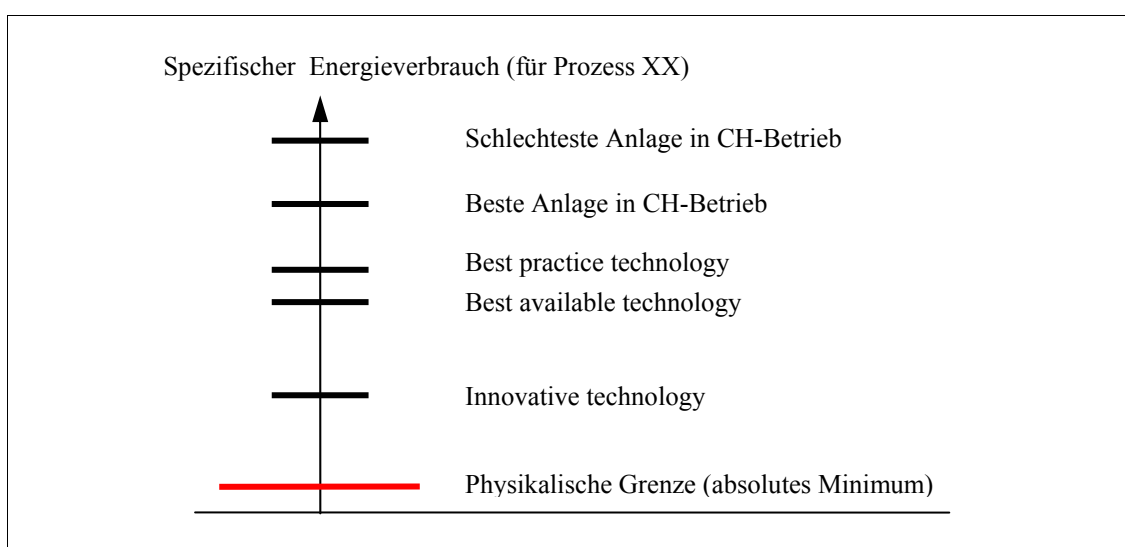 Spezifischer Energieverbrauch (für Prozess XX)
Schlechteste Anlage in CH-Betrieb
Beste Anlage in CH-Betrieb
Best practice technology
Best available technology
Innovative technology
Physikalische Grenze (absolutes Minimum)